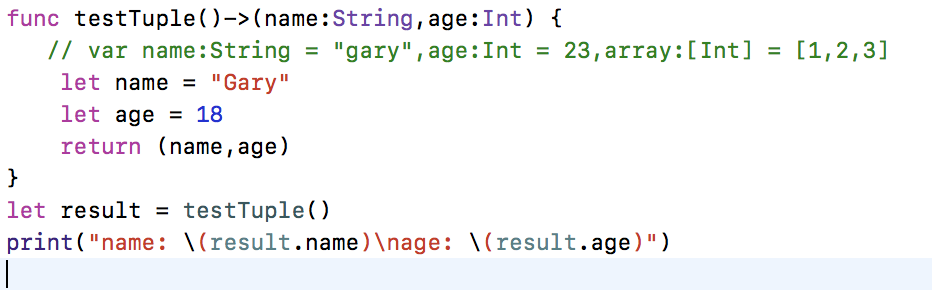 func testTuple()->(name:String,age:Int) {
   // var name:String = "gary",age:Int = 23,array:[Int] = [1,2,3]
    let name = "Gary"
    let age = 18
    return (name,age)
}
let result = testTuple()
print("name: \(result.name)\nage: \(result.age)")